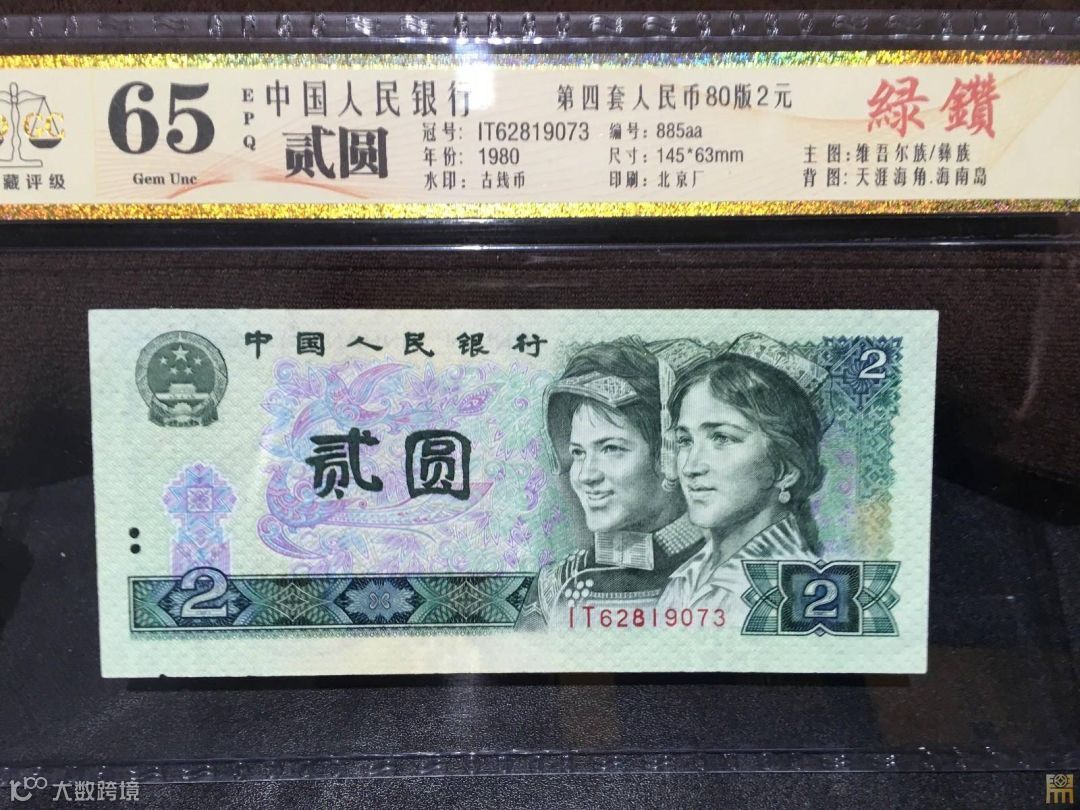 65
EPQ
Gem Unc
藏评级
中国人民银行
贰圆
第四套人民币80版2元
冠号: IT62819073 编号: 885aa
年份: 1980 尺寸: 145*63mm
水印: 古钱币 印刷: 北京厂
綠鑽
主图:维吾尔族/彝族
背图:天涯海角.海南岛
中国人民银行
2
贰圆
2
IT62819073
2
大数跨境